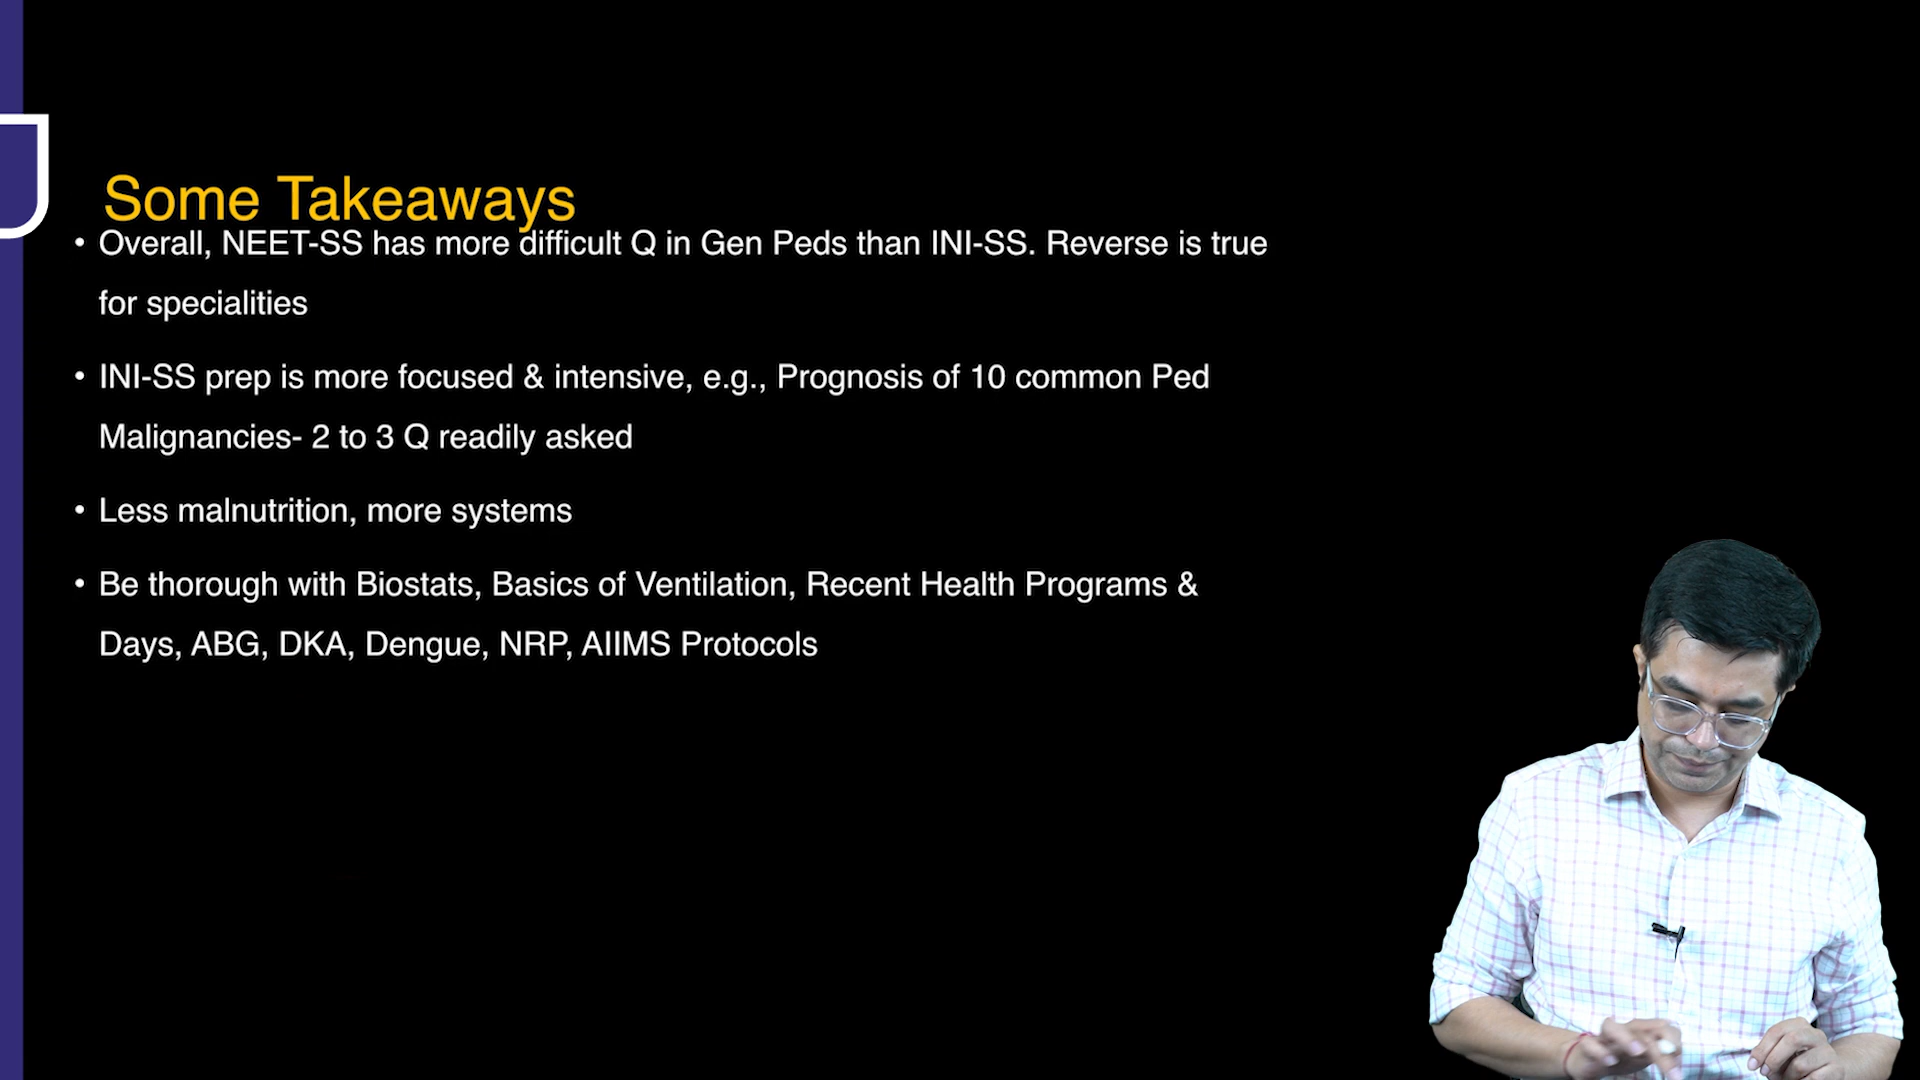 Some Takeaways
• Overall, NEET-SS has more difficult Q in Gen Peds than INI-SS. Reverse is true
for specialities
• INI-SS prep is more focused & intensive, e.g., Prognosis of 10 common Ped
Malignancies- 2 to 3 Q readily asked
• Less malnutrition, more systems
• Be thorough with Biostats, Basics of Ventilation, Recent Health Programs &
Days, ABG, DKA, Dengue, NRP, AIIMS Protocols